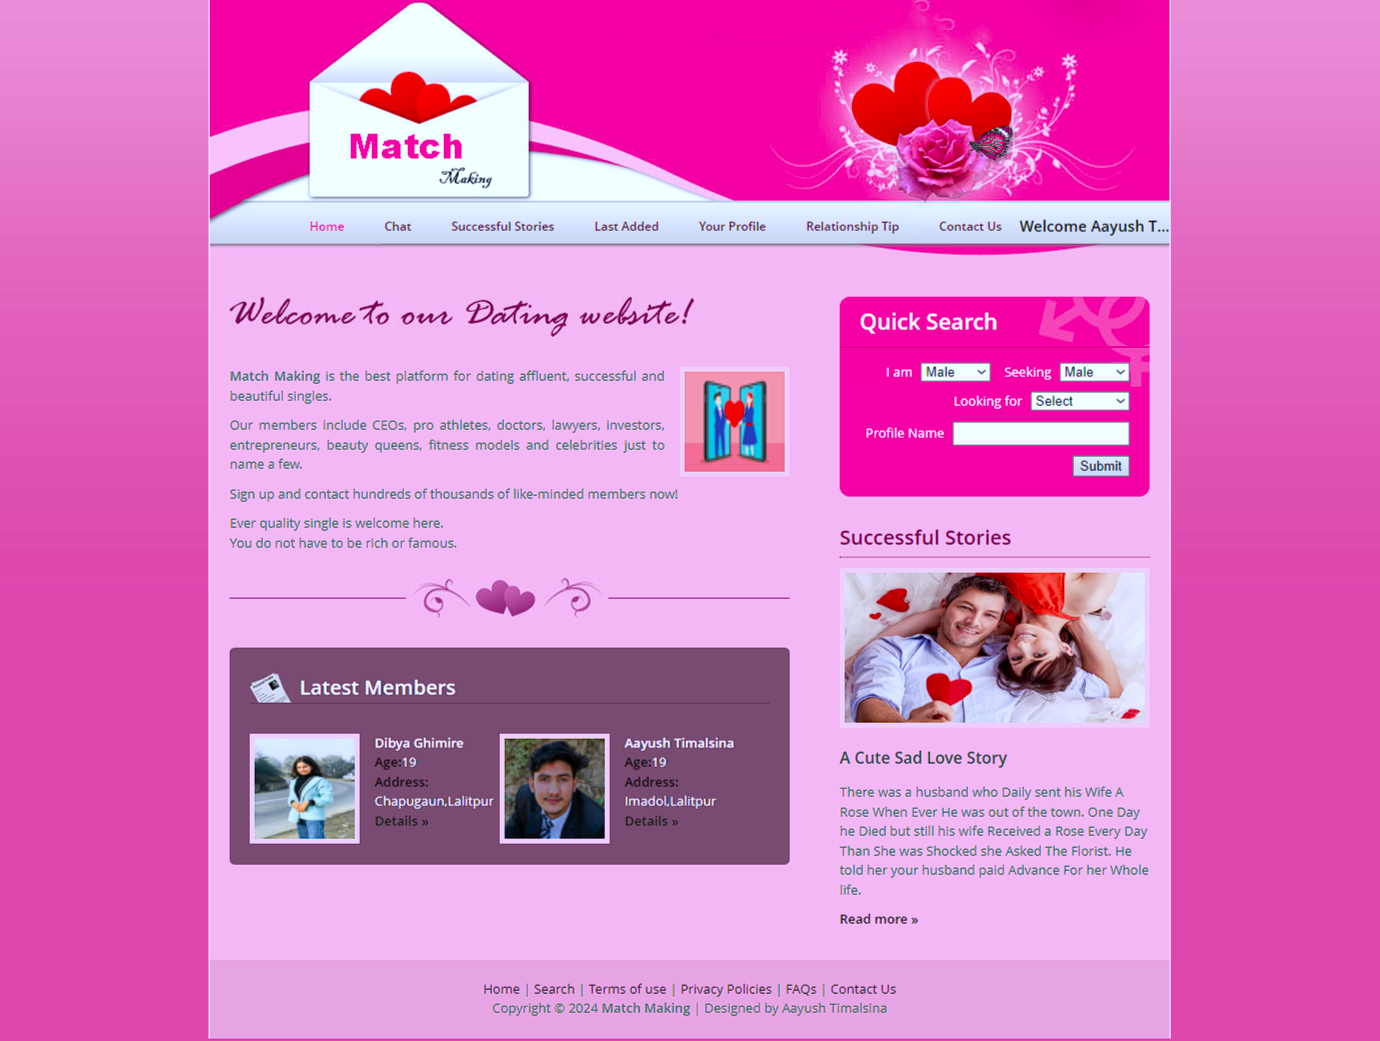 Match
Making
Home
Chat
Successful Stories
Last Added
Your Profile
Relationship Tip
Contact Us
Welcome Aayush T...
Welcome to our Dating website!
Match Making is the best platform for dating affluent, successful and
beautiful singles.
Our members include CEOs, pro athletes, doctors, lawyers, investors,
entrepreneurs, beauty queens, fitness models and celebrities just to
name a few.
Sign up and contact hundreds of thousands of like-minded members now!
Ever quality single is welcome here.
You do not have to be rich or famous.
Latest Members
Dibya Ghimire
Age:19
Address:
Chapugaun,Lalitpur
Details »
Aayush Timalsina
Age:19
Address:
Imadol,Lalitpur
Details »
Quick Search
I am Male Seeking Male
Looking for Select
Profile Name
Submit
Successful Stories
A Cute Sad Love Story
There was a husband who Daily sent his Wife A
Rose When Ever He was out of the town. One Day
he Died but still his wife Received a Rose Every Day
Than She was Shocked she Asked The Florist. He
told her your husband paid Advance For her Whole
life.
Read more »
Home | Search | Terms of use | Privacy Policies | FAQs | Contact Us
Copyright © 2024 Match Making | Designed by Aayush Timalsina